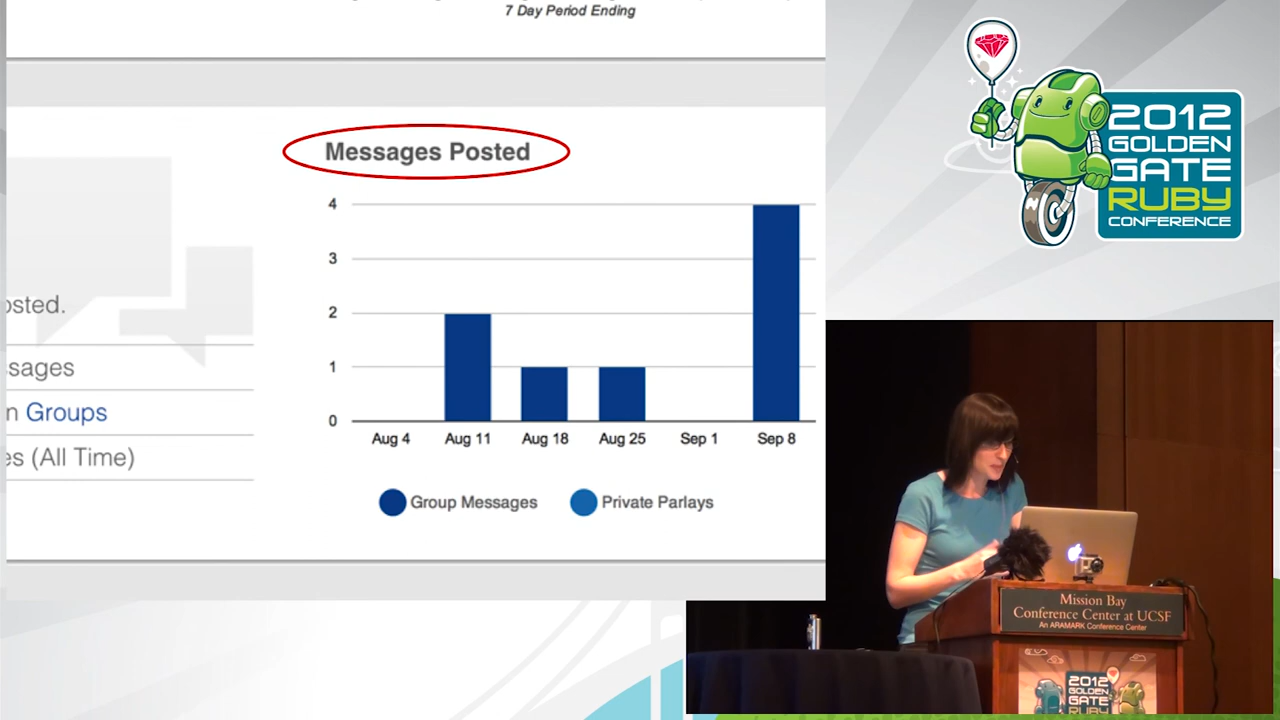 7 Day Period Ending
Messages Posted
4
3
2
1
0
Aug 4 Aug 11 Aug 18 Aug 25 Sep 1 Sep 8
Group Messages Private Parlays
osted.
sages
n Groups
es (All Time)
2012
GOLDEN
GATE
RUBY
CONFERENCE
Mission Bay
Conference Center at UCSF
An ARAMARK Conference Center
2012
GOLDEN
GATE
RUBY